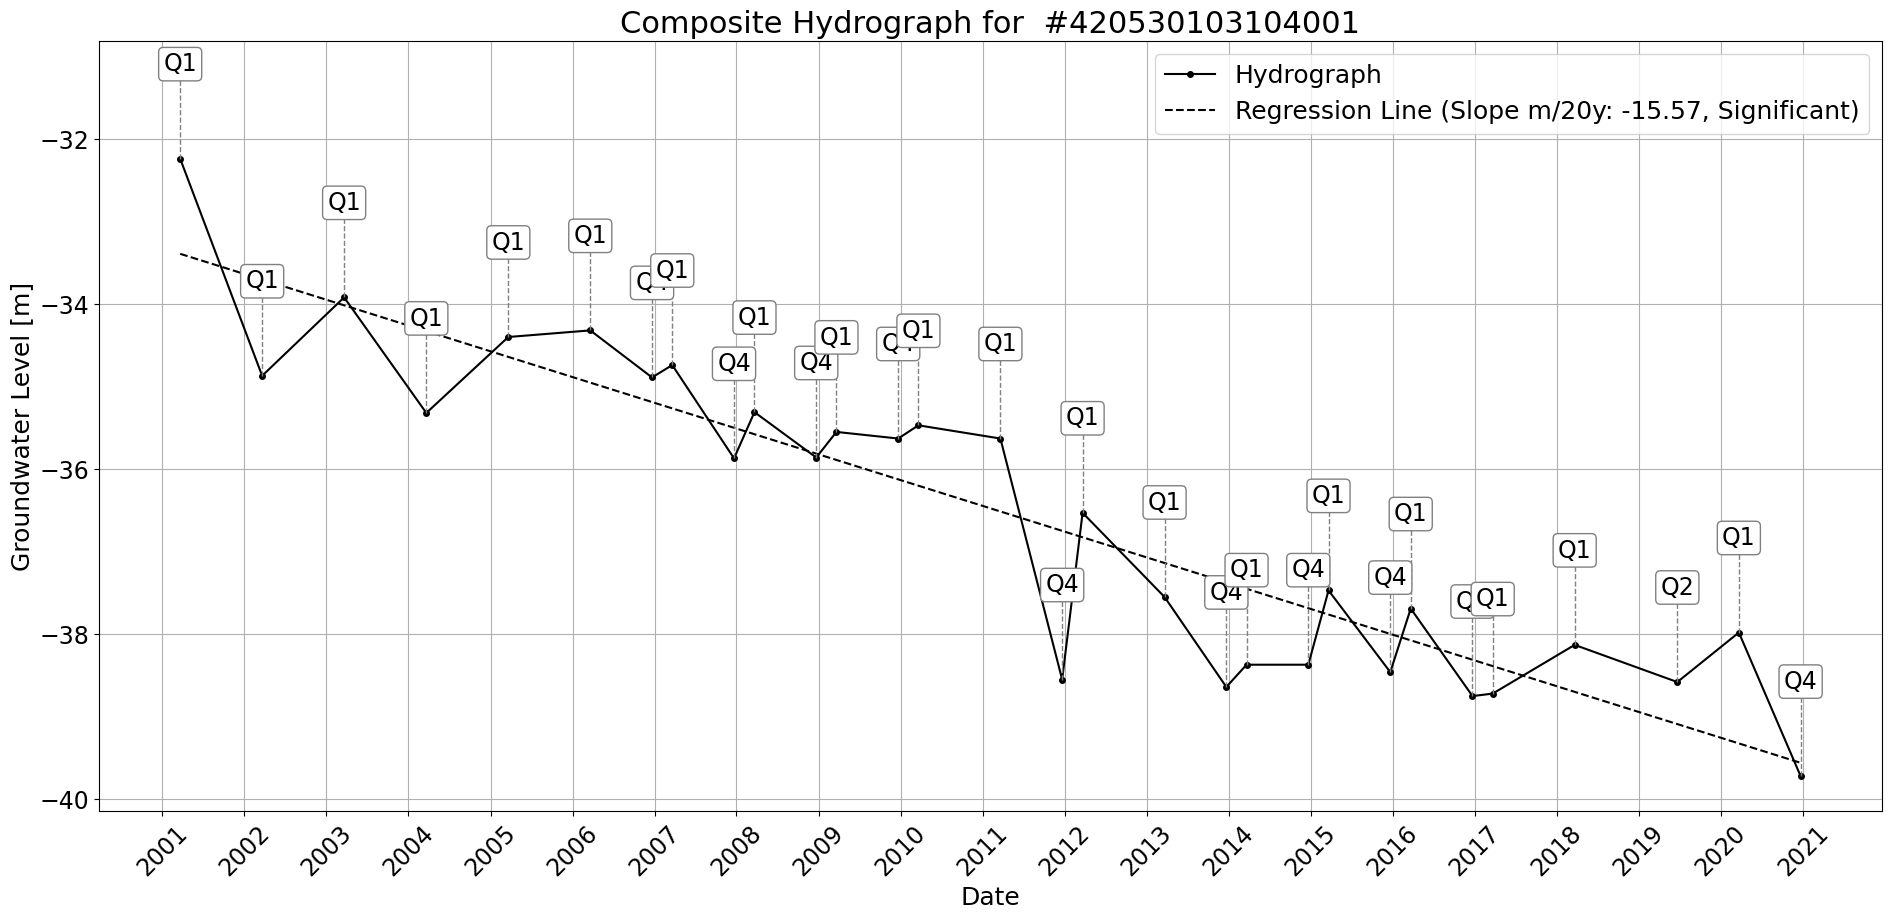 Composite Hydrograph for #420530103104001
Hydrograph
Regression Line (Slope m/20y: -15.57, Significant)
Groundwater Level [m]
−32
−34
−36
−38
−40
Q1
Q1
Q1
Q1
Q1
Q1
Q1
Q4
Q1
Q4
Q1
Q1
Q1
Q4
Q1
Q1
Q4
Q1
Q4
Q1
Q4
Q1
Q1
Q1
Q2
Q1
Q4
2001
2002
2003
2004
2005
2006
2007
2008
2009
2010
2011
2012
2013
2014
2015
2016
2017
2018
2019
2020
2021
Date